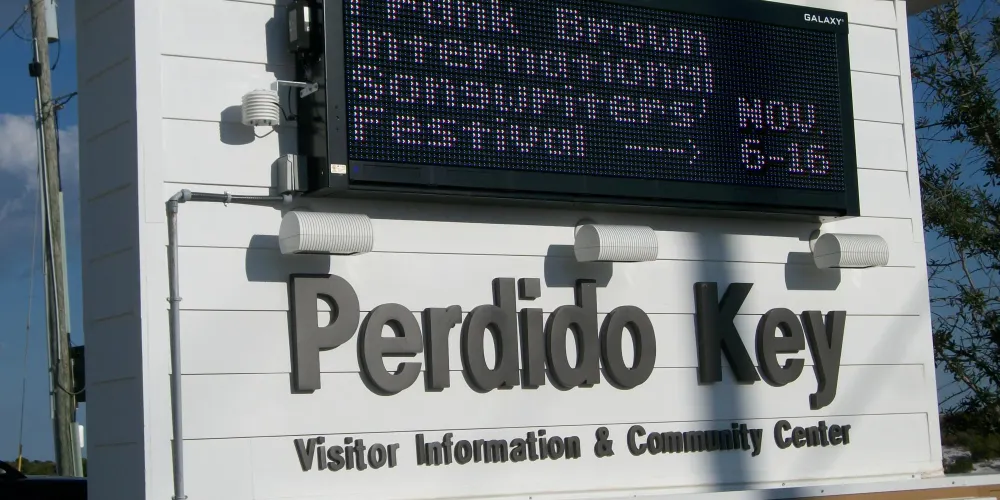 GALAXY
Frank Brown
International
Songwriters' NOV.
Festival ---> 6-16
Perdido Key
Visitor Information & Community Center